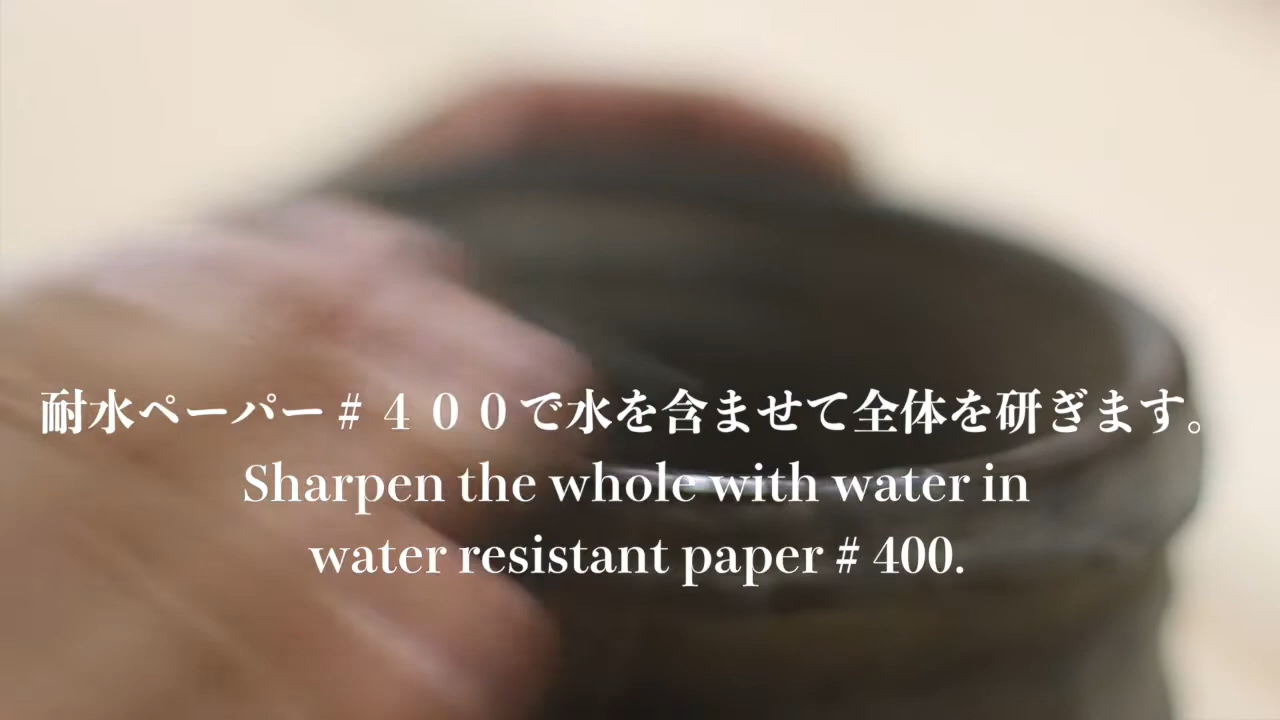 耐水ペーパー＃４００で水を含ませて全体を研ぎます。
Sharpen the whole with water in
water resistant paper # 400.